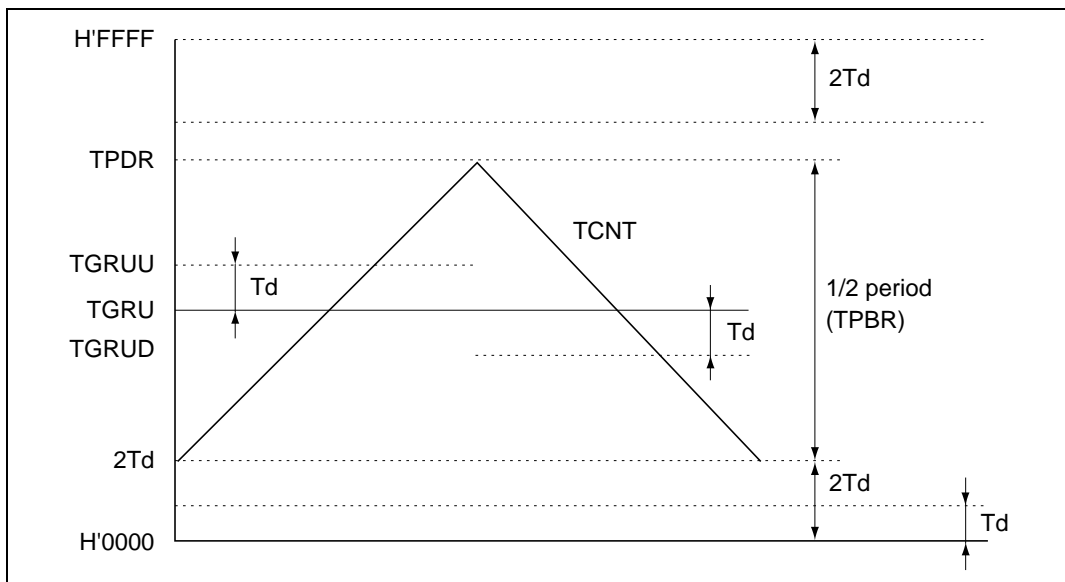 H'FFFF
2Td
TPDR
TCNT
TGRUU
Td
1/2 period
(TPBR)
TGRU
Td
TGRUD
2Td
2Td
Td
H'0000